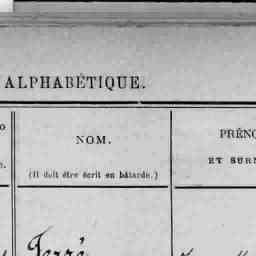 ALPHABÉTIQUE.
NOM.
(Il doit être écrit en bâtarde.)
PRÉNO
ET SURN
Ferré